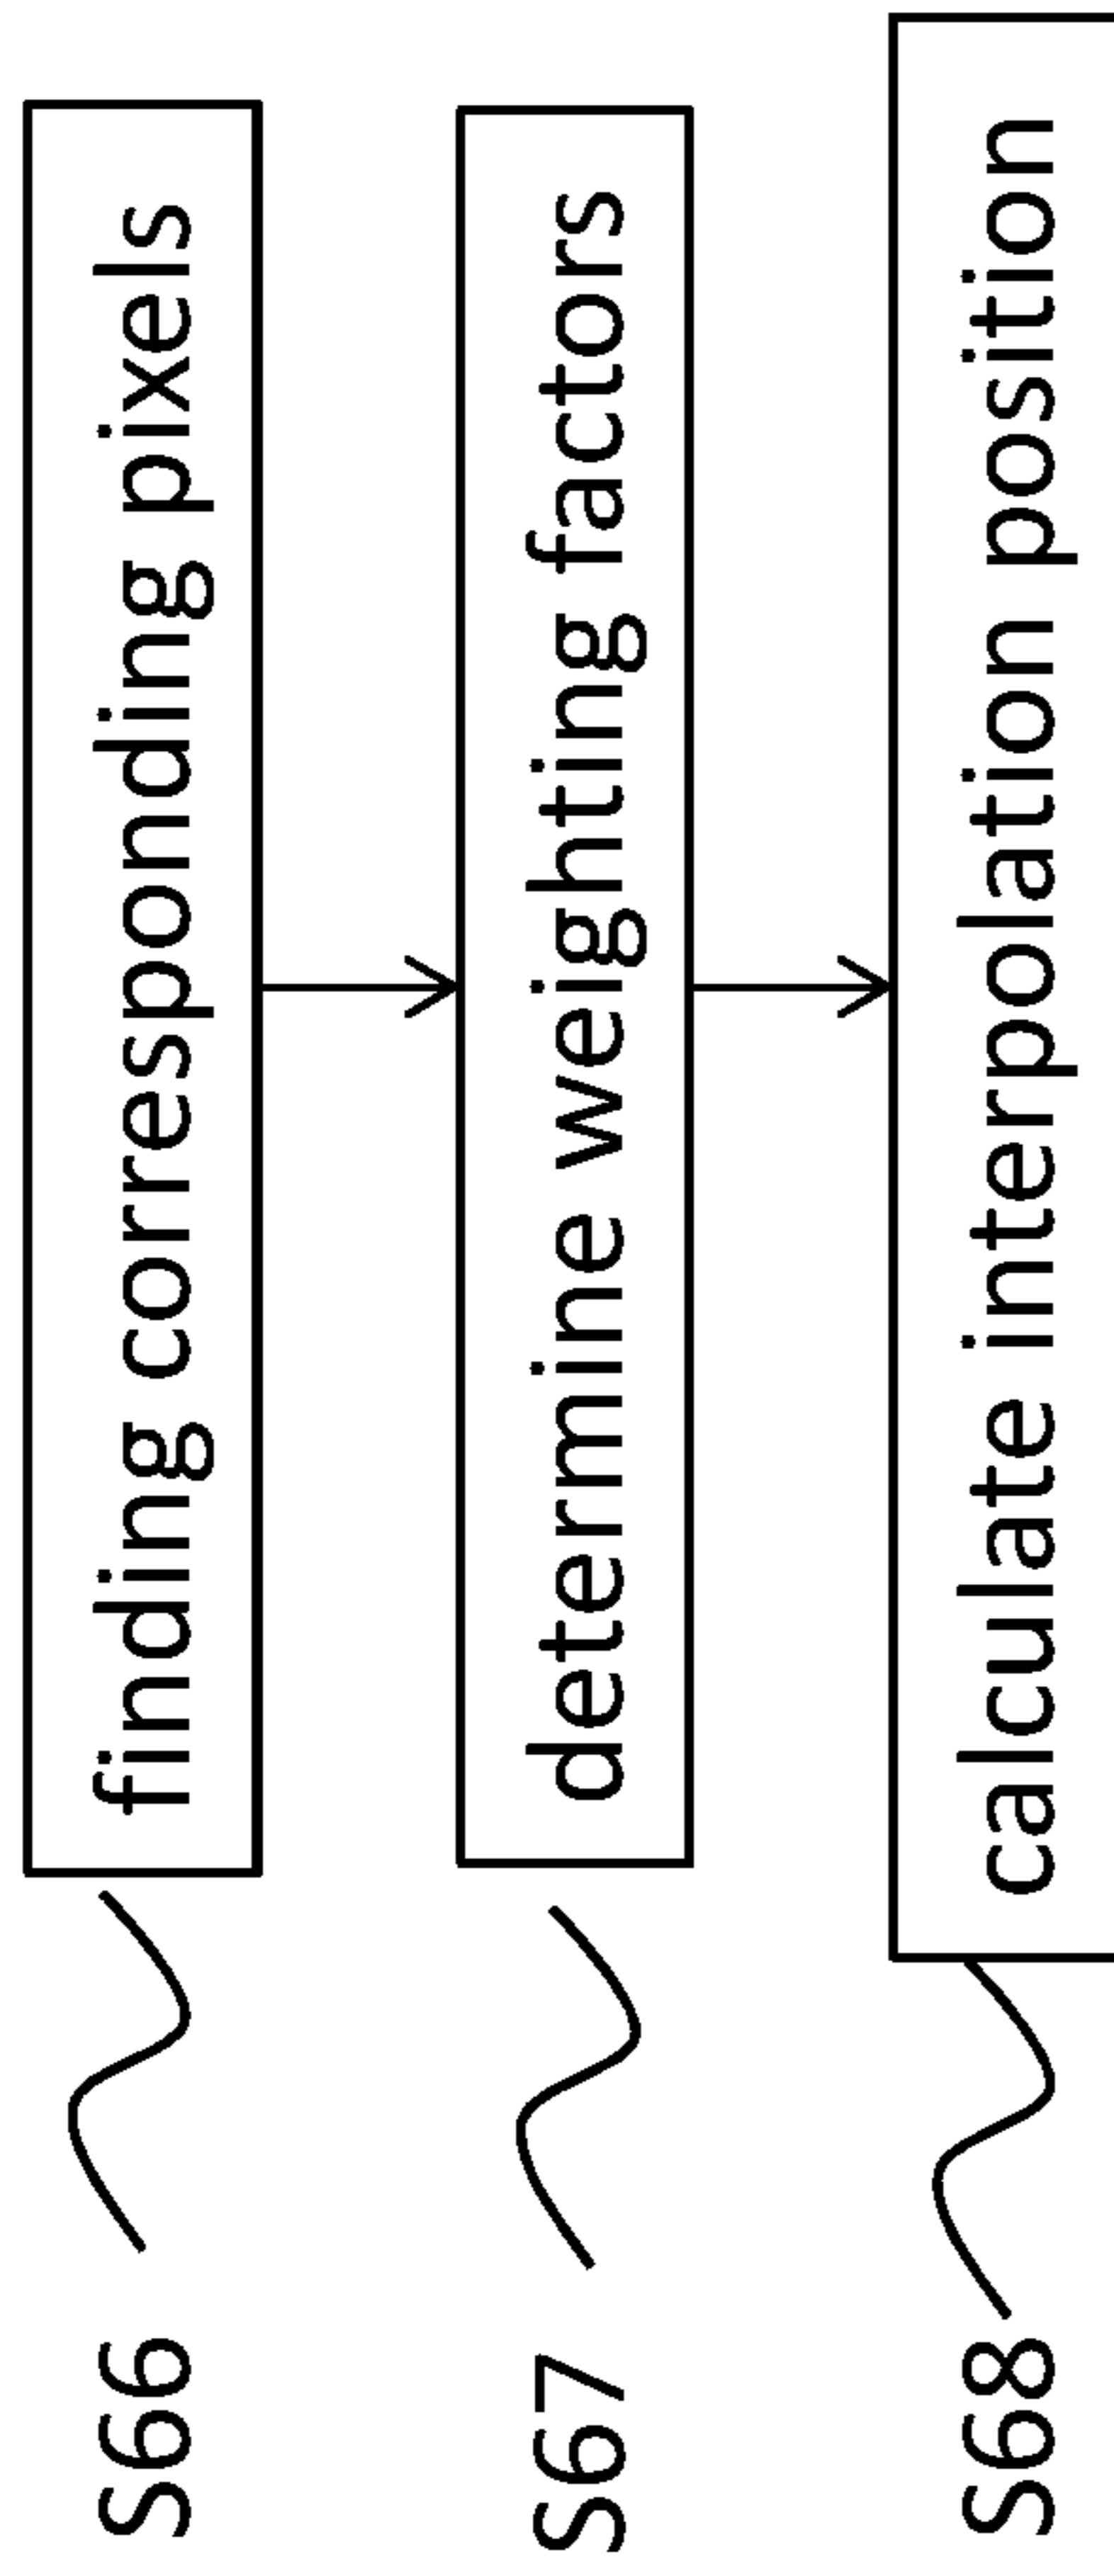 S66 finding corresponding pixels
S67 determine weighting factors
S68 calculate interpolation position